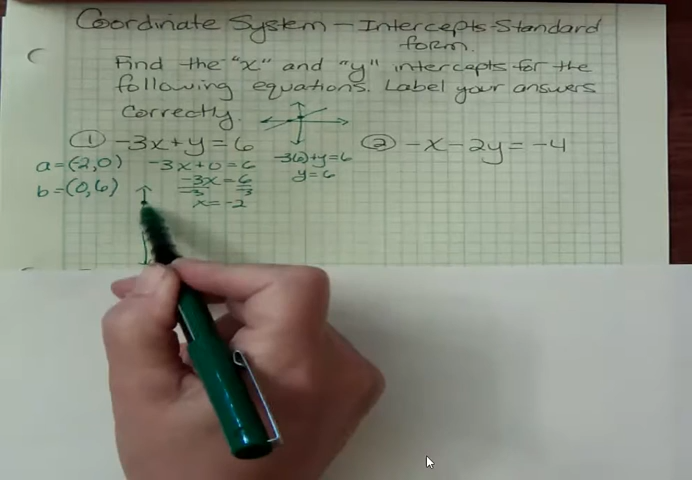 Coordinate System - Intercepts-Standard
form.
Find the "x" and "y" intercepts for the
following equations. Label your answers
correctly.
① -3x+y=6
a=(-2,0)
b=(0,6)
-3x+0=6
-3x=6
-3 -3
x=-2
-3(0)+y=6
y=6
② -x-2y=-4